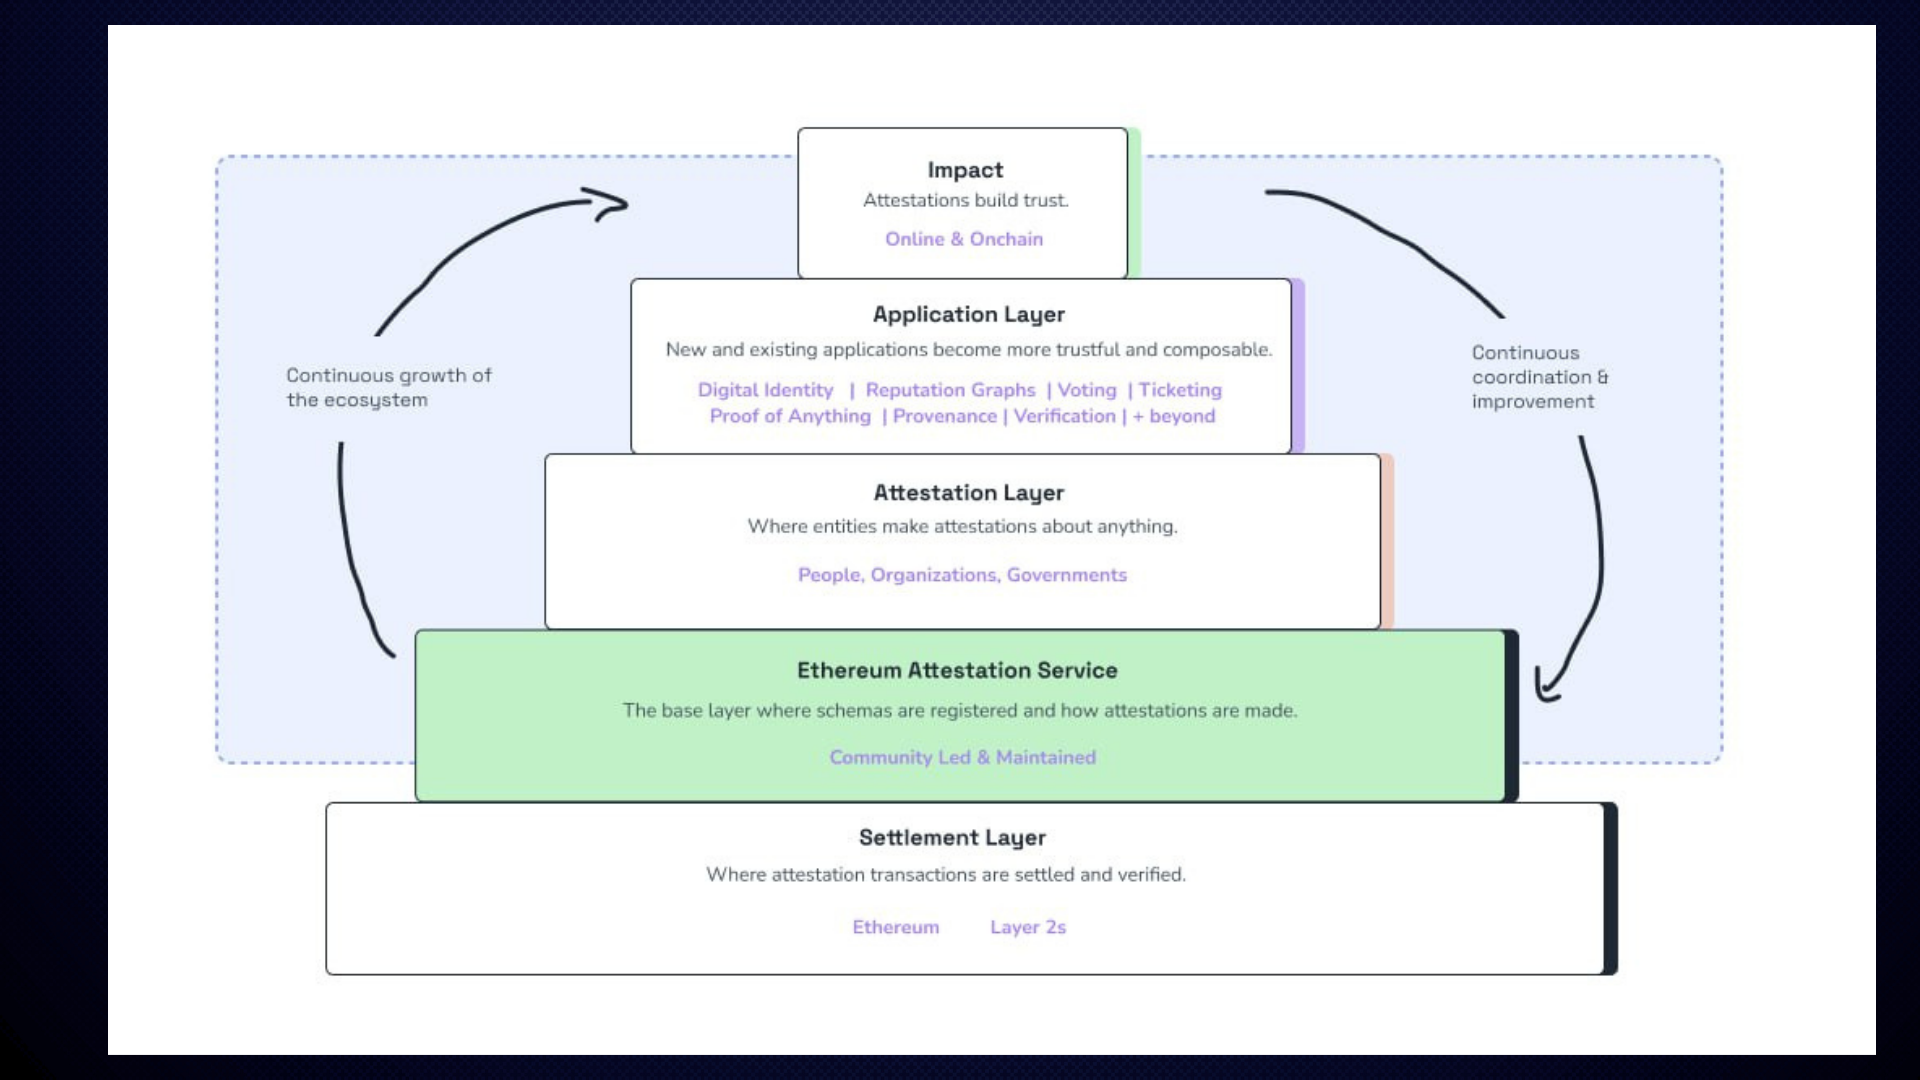 Impact
Attestations build trust.
Online & Onchain
Application Layer
New and existing applications become more trustful and composable.
Digital Identity | Reputation Graphs | Voting | Ticketing
Proof of Anything | Provenance | Verification | + beyond
Continuous growth of
the ecosystem
Continuous
coordination &
improvement
Attestation Layer
Where entities make attestations about anything.
People, Organizations, Governments
Ethereum Attestation Service
The base layer where schemas are registered and how attestations are made.
Community Led & Maintained
Settlement Layer
Where attestation transactions are settled and verified.
Ethereum Layer 2s